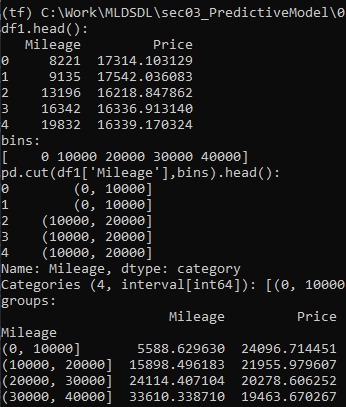 (tf) C:\Work\MLDSDL\sec03_PredictiveModel\0
df1.head():
   Mileage         Price
0     8221  17314.103129
1     9135  17542.036083
2    13196  16218.847862
3    16342  16336.913140
4    19832  16339.170324
bins:
[    0 10000 20000 30000 40000]
pd.cut(df1['Mileage'],bins).head():
0        (0, 10000]
1        (0, 10000]
2    (10000, 20000]
3    (10000, 20000]
4    (10000, 20000]
Name: Mileage, dtype: category
Categories (4, interval[int64]): [(0, 10000
groups:
                     Mileage         Price
Mileage
(0, 10000]       5588.629630  24096.714451
(10000, 20000]  15898.496183  21955.979607
(20000, 30000]  24114.407104  20278.606252
(30000, 40000]  33610.338710  19463.670267